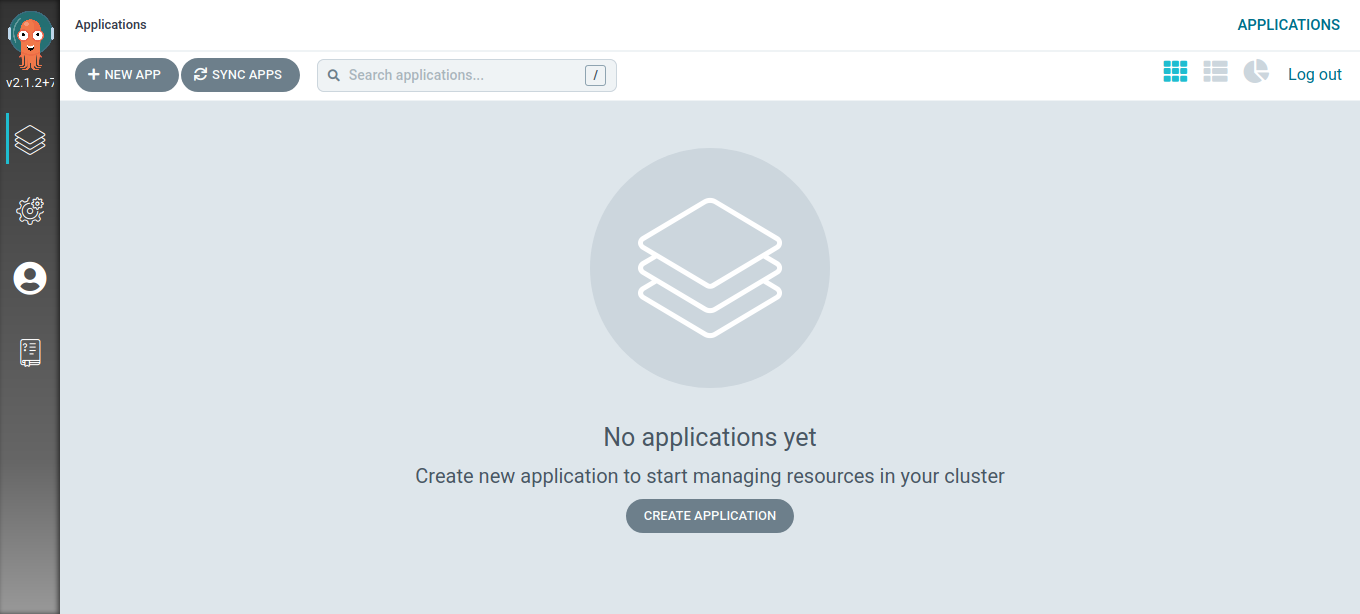 Applications
APPLICATIONS
v2.1.2+7
NEW APP
SYNC APPS
Search applications...
/
Log out
No applications yet
Create new application to start managing resources in your cluster
CREATE APPLICATION